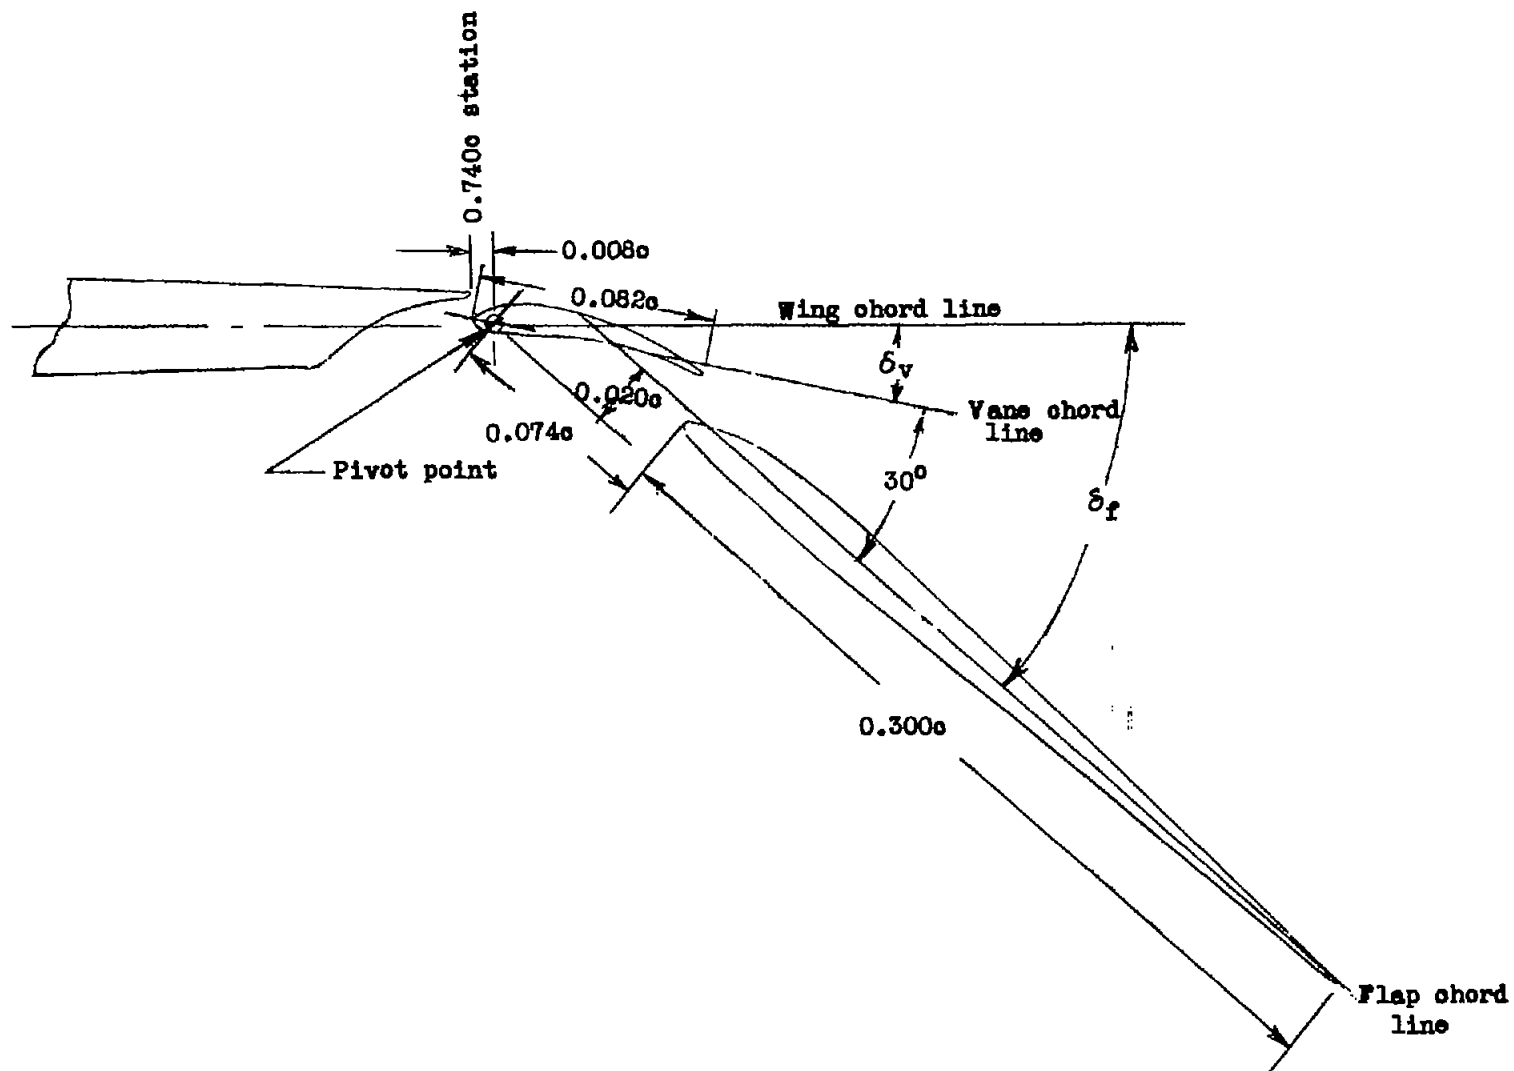 0.740c station
0.008c
0.082c
Wing chord line
δv
Vane chord
line
0.020c
0.074c
Pivot point
30°
δf
0.300c
Flap chord
line